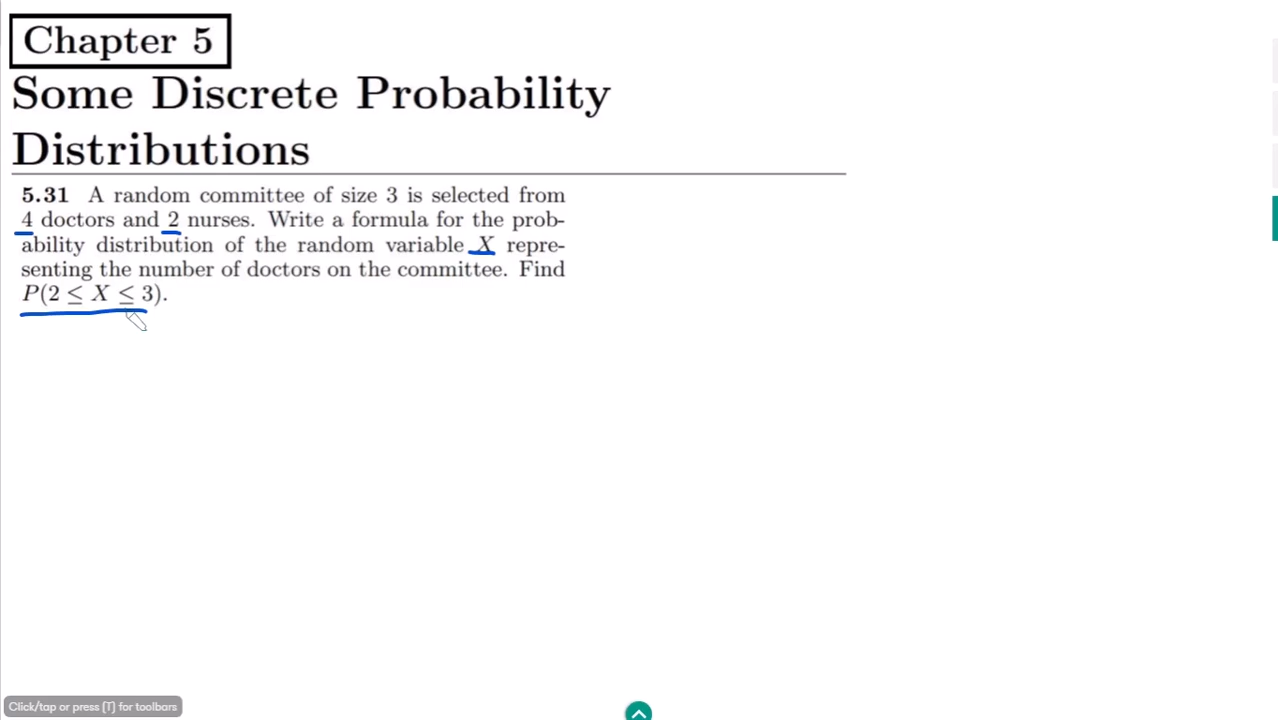 Chapter 5
Some Discrete Probability
Distributions
5.31 A random committee of size 3 is selected from
4 doctors and 2 nurses. Write a formula for the prob-
ability distribution of the random variable X repre-
senting the number of doctors on the committee. Find
P(2 ≤ X ≤ 3).
Click/tap or press [T] for toolbars